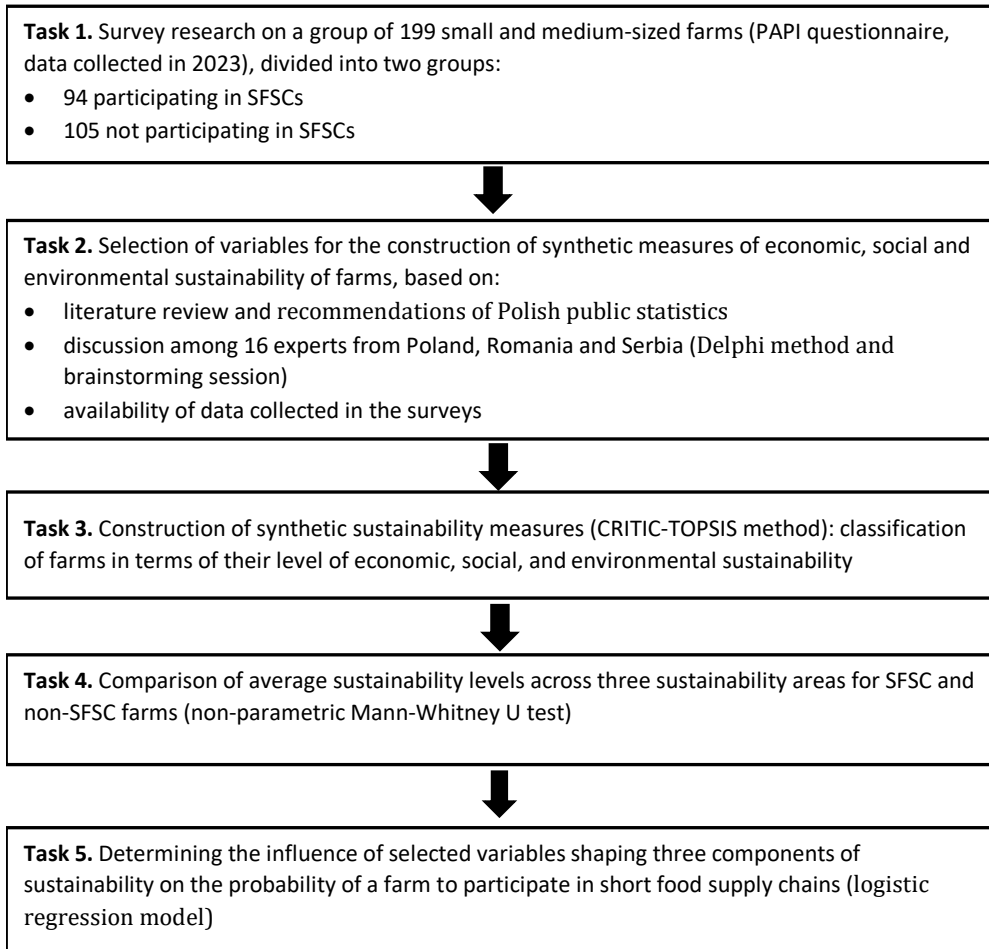 Task 1. Survey research on a group of 199 small and medium-sized farms (PAPI questionnaire,
data collected in 2023), divided into two groups:
• 94 participating in SFSCs
• 105 not participating in SFSCs
Task 2. Selection of variables for the construction of synthetic measures of economic, social and
environmental sustainability of farms, based on:
• literature review and recommendations of Polish public statistics
• discussion among 16 experts from Poland, Romania and Serbia (Delphi method and
brainstorming session)
• availability of data collected in the surveys
Task 3. Construction of synthetic sustainability measures (CRITIC-TOPSIS method): classification
of farms in terms of their level of economic, social, and environmental sustainability
Task 4. Comparison of average sustainability levels across three sustainability areas for SFSC and
non-SFSC farms (non-parametric Mann-Whitney U test)
Task 5. Determining the influence of selected variables shaping three components of
sustainability on the probability of a farm to participate in short food supply chains (logistic
regression model)